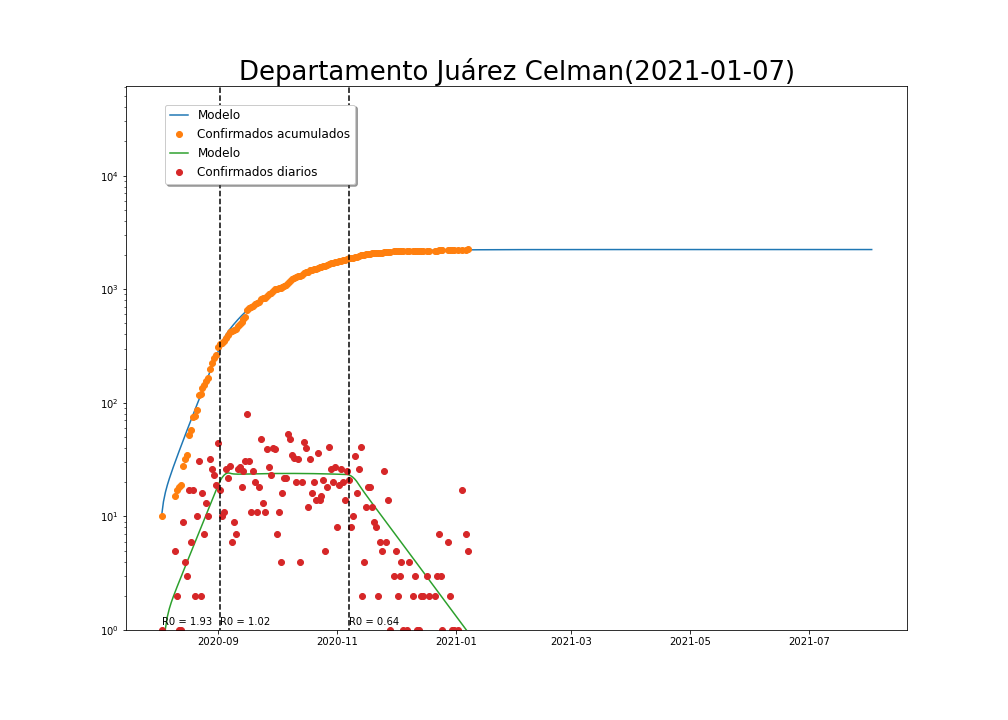 Departamento Juárez Celman(2021-01-07)
Modelo
Confirmados acumulados
Modelo
Confirmados diarios
10⁴
10³
10²
10¹
10⁰
R0 = 1.93
R0 = 1.02
R0 = 0.64
2020-09
2020-11
2021-01
2021-03
2021-05
2021-07